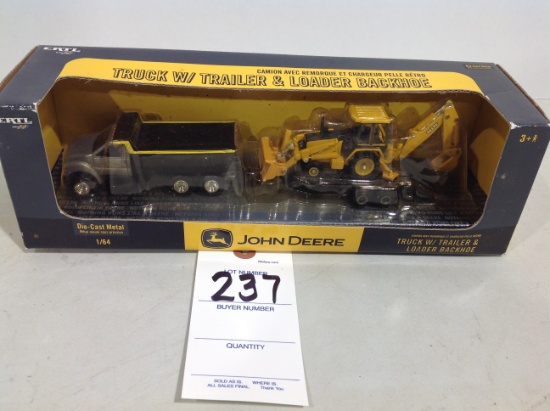 ERTL
CAMION AVEC REMORQUE ET CHARGEUR PELLE RÉTRO
TRUCK W/ TRAILER & LOADER BACKHOE
ERTL
3+A
Die-Cast Metal
1/64
JOHN DEERE
TRUCK W/ TRAILER &
LOADER BACKHOE
LOT NUMBER
237
BUYER NUMBER
QUANTITY
SOLD AS IS. WHERE IS.
ALL SALES FINAL. Thank You